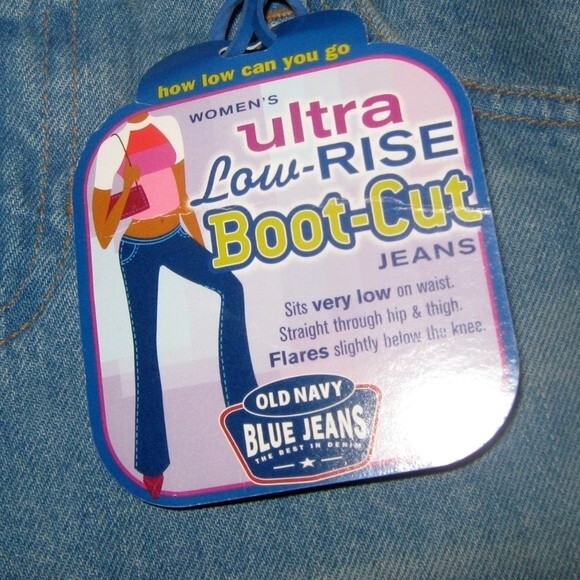 how low can you go
WOMEN'S
ultra
Low-RISE
Boot-Cut
JEANS
Sits very low on waist.
Straight through hip & thigh.
Flares slightly below the knee.
OLD NAVY
BLUE JEANS
THE BEST IN DENIM